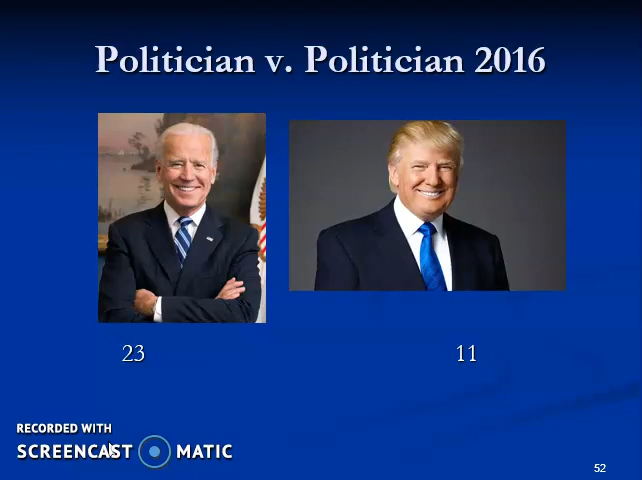 Politician v. Politician 2016
23 11
RECORDED WITH
SCREENCAST MATIC
52